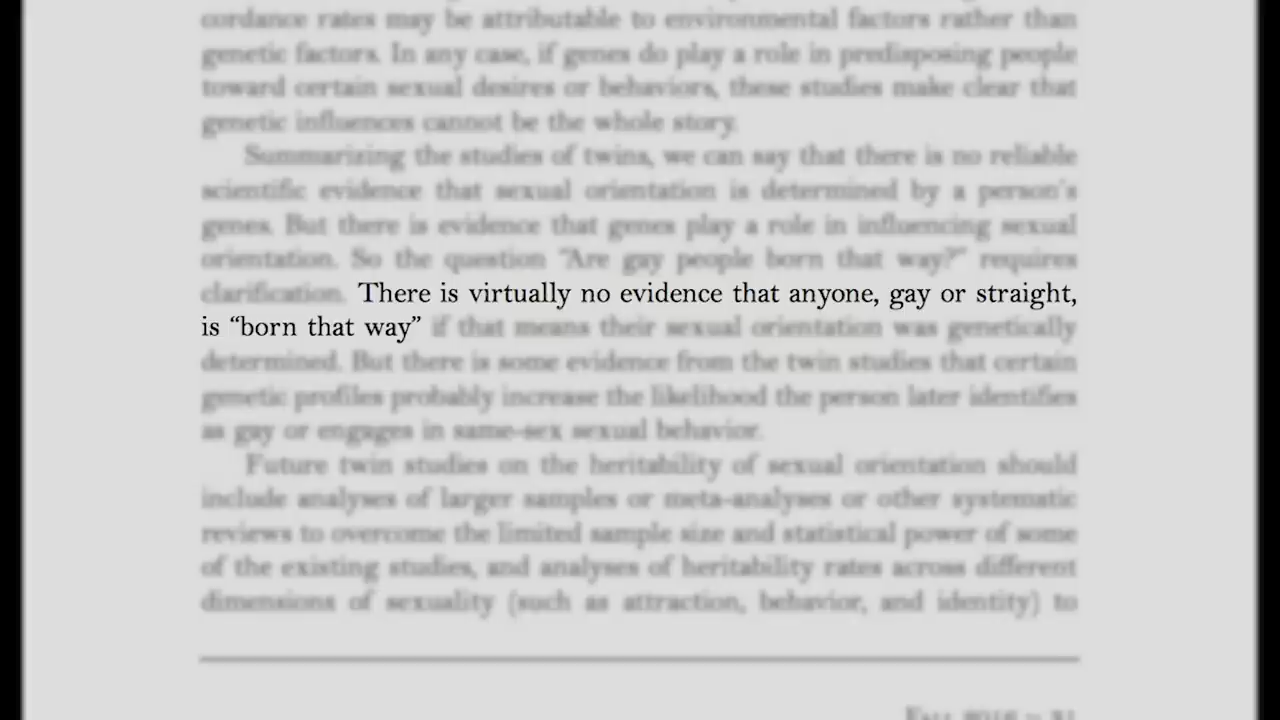 cordance rates may be attributable to environmental factors rather than
genetic factors. In any case, if genes do play a role in predisposing people
toward certain sexual desires or behaviors, these studies make clear that
genetic influences cannot be the whole story.
Summarizing the studies of twins, we can say that there is no reliable
scientific evidence that sexual orientation is determined by a person's
genes. But there is evidence that genes play a role in influencing sexual
orientation. So the question “Are gay people born that way?” requires
clarification. There is virtually no evidence that anyone, gay or straight,
is “born that way” if that means their sexual orientation was genetically
determined. But there is some evidence from the twin studies that certain
genetic profiles probably increase the likelihood the person later identifies
as gay or engages in same-sex sexual behavior.
Future twin studies on the heritability of sexual orientation should
include analyses of larger samples or meta-analyses or other systematic
reviews to overcome the limited sample size and statistical power of some
of the existing studies, and analyses of heritability rates across different
dimensions of sexuality (such as attraction, behavior, and identity) to